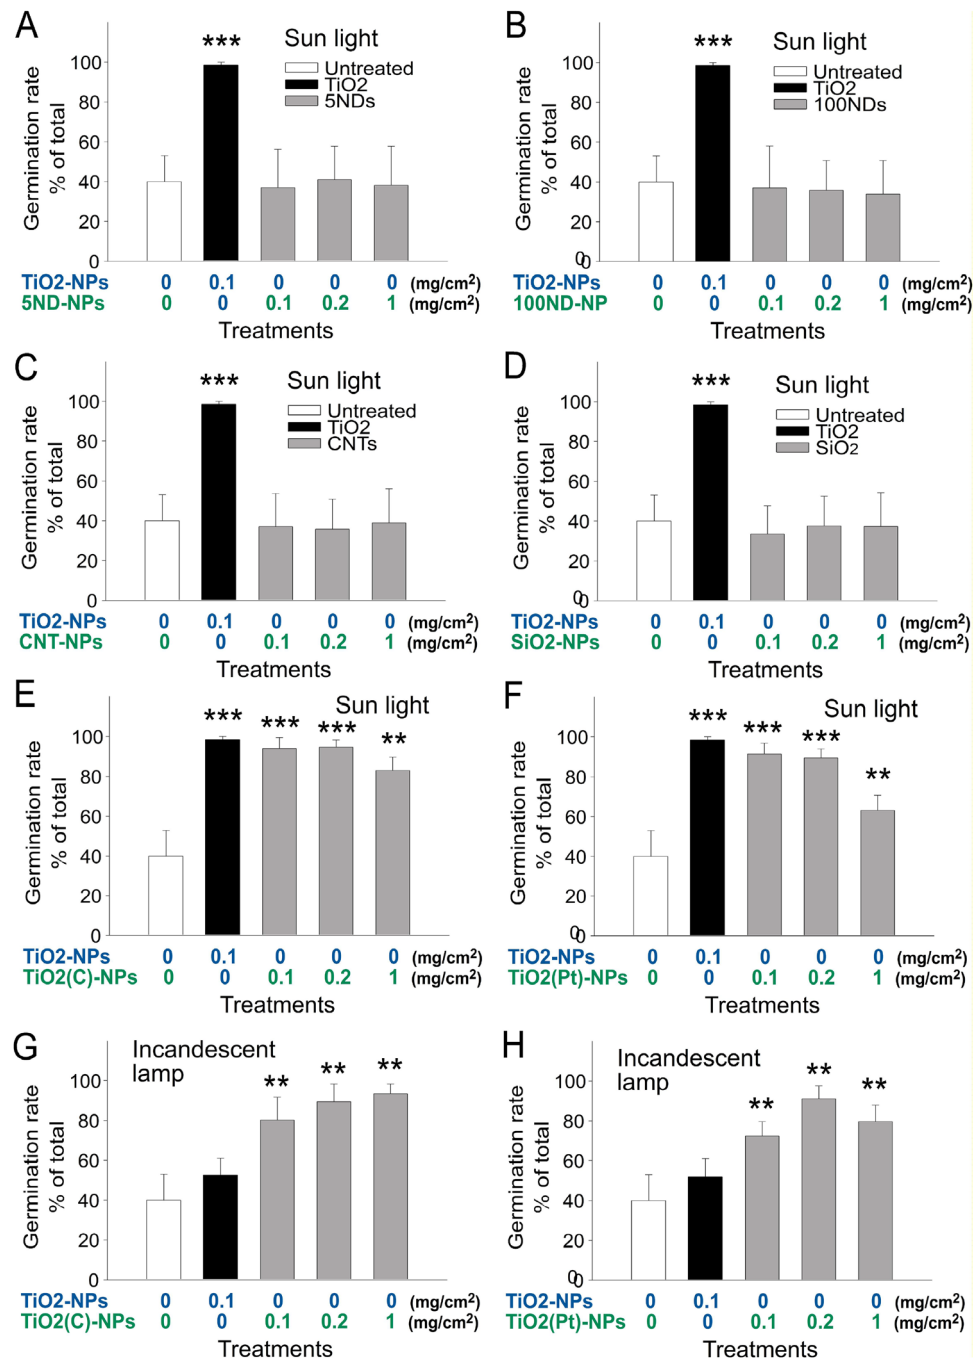 A
Sun light
***
Untreated
TiO2
5NDs
Germination rate
% of total
100
80
60
40
20
0
TiO2-NPs 0 0.1 0 0 0 (mg/cm2)
5ND-NPs 0 0 0.1 0.2 1 (mg/cm2)
Treatments
B
Sun light
***
Untreated
TiO2
100NDs
Germination rate
% of total
100
80
60
40
20
0
0
TiO2-NPs 0 0.1 0 0 0 (mg/cm2)
100ND-NP 0 0 0.1 0.2 1 (mg/cm2)
Treatments
C
Sun light
***
Untreated
TiO2
CNTs
Germination rate
% of total
100
80
60
40
20
0
TiO2-NPs 0 0.1 0 0 0 (mg/cm2)
CNT-NPs 0 0 0.1 0.2 1 (mg/cm2)
Treatments
D
Sun light
***
Untreated
TiO2
SiO2
Germination rate
% of total
100
80
60
40
20
0
0
TiO2-NPs 0 0.1 0 0 0 (mg/cm2)
SiO2-NPs 0 0 0.1 0.2 1 (mg/cm2)
Treatments
E
Sun light
*** *** *** **
Germination rate
% of total
100
80
60
40
20
0
TiO2-NPs 0 0.1 0 0 0 (mg/cm2)
TiO2(C)-NPs 0 0 0.1 0.2 1 (mg/cm2)
Treatments
F
Sun light
*** *** *** **
Germination rate
% of total
100
80
60
40
20
0
0
TiO2-NPs 0 0.1 0 0 0 (mg/cm2)
TiO2(Pt)-NPs 0 0 0.1 0.2 1 (mg/cm2)
Treatments
G
Incandescent
lamp
** ** **
Germination rate
% of total
100
80
60
40
20
0
TiO2-NPs 0 0.1 0 0 0 (mg/cm2)
TiO2(C)-NPs 0 0 0.1 0.2 1 (mg/cm2)
Treatments
H
Incandescent
lamp
** ** **
Germination rate
% of total
100
80
60
40
20
0
0
TiO2-NPs 0 0.1 0 0 0 (mg/cm2)
TiO2(Pt)-NPs 0 0 0.1 0.2 1 (mg/cm2)
Treatments